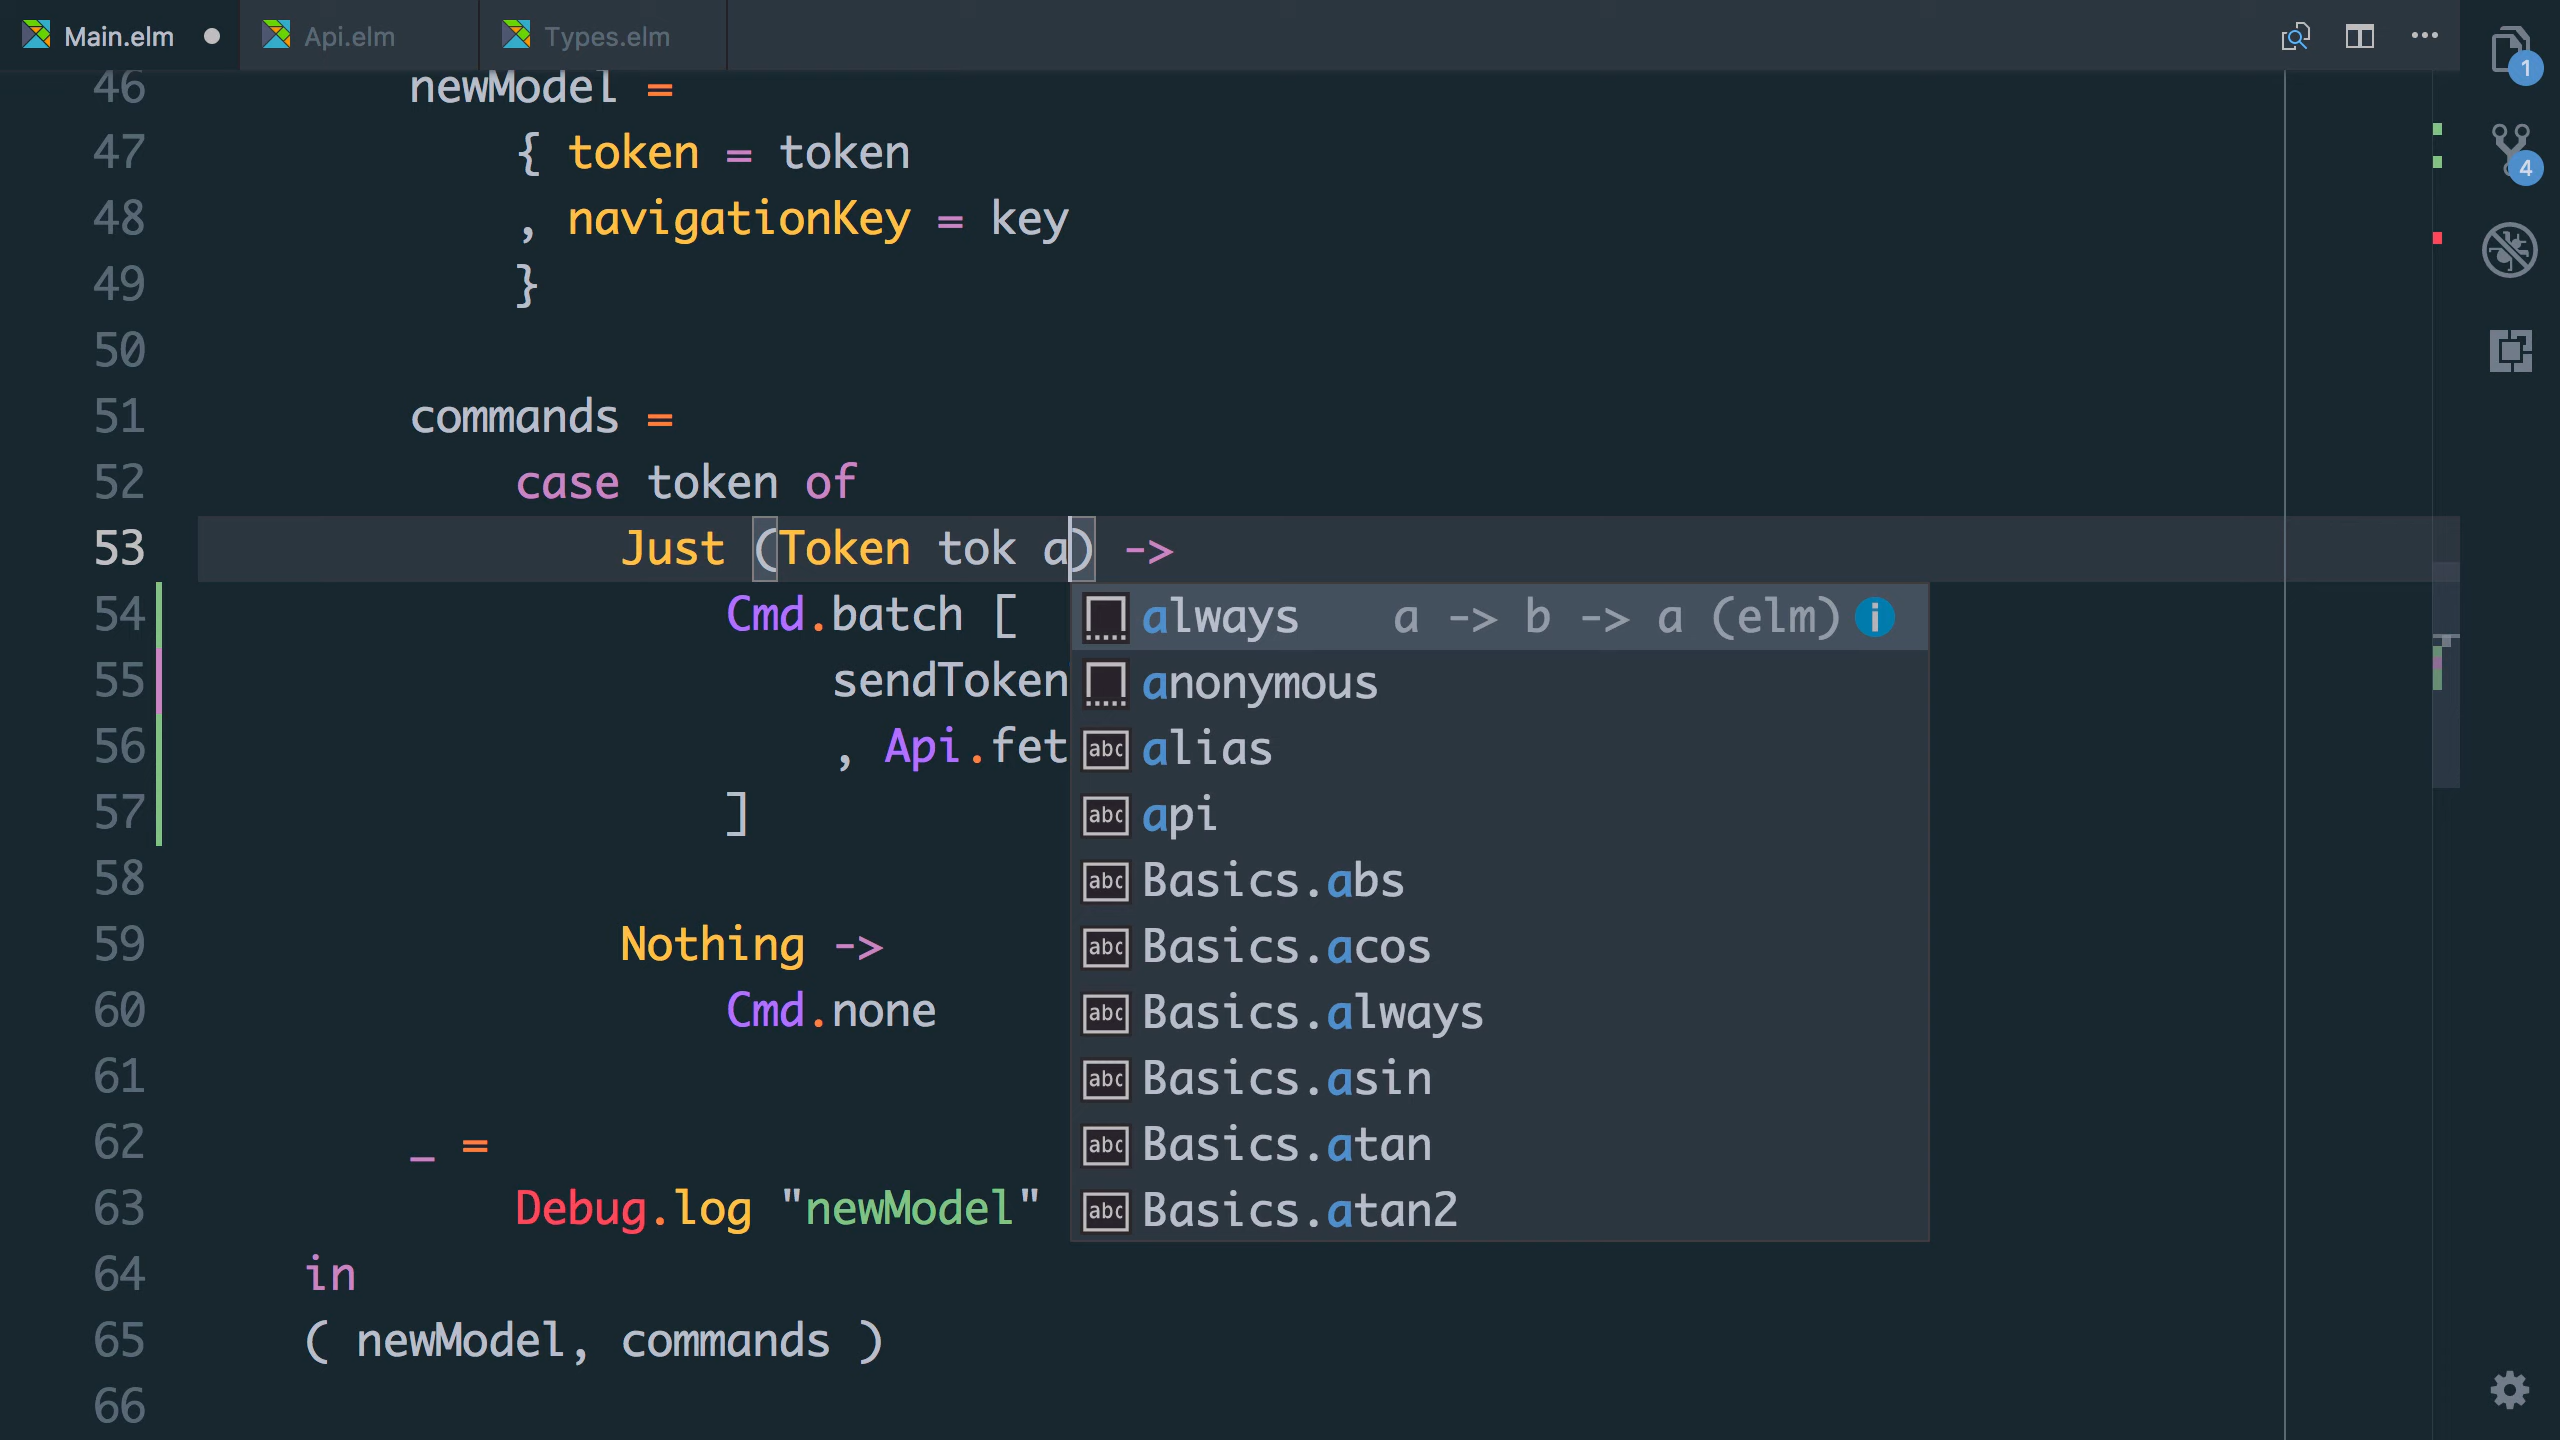 Main.elm Api.elm Types.elm
1
4
46 newModel =
47 { token = token
48 , navigationKey = key
49 }
50
51 commands =
52 case token of
53 Just (Token tok a) ->
54 Cmd.batch [
55 sendToken
56 , Api.fet
57 ]
58
59 Nothing ->
60 Cmd.none
61
62 _ =
63 Debug.log "newModel"
64 in
65 ( newModel, commands )
66
always a -> b -> a (elm) i
abc anonymous
abc alias
abc api
abc Basics.abs
abc Basics.acos
abc Basics.always
abc Basics.asin
abc Basics.atan
abc Basics.atan2